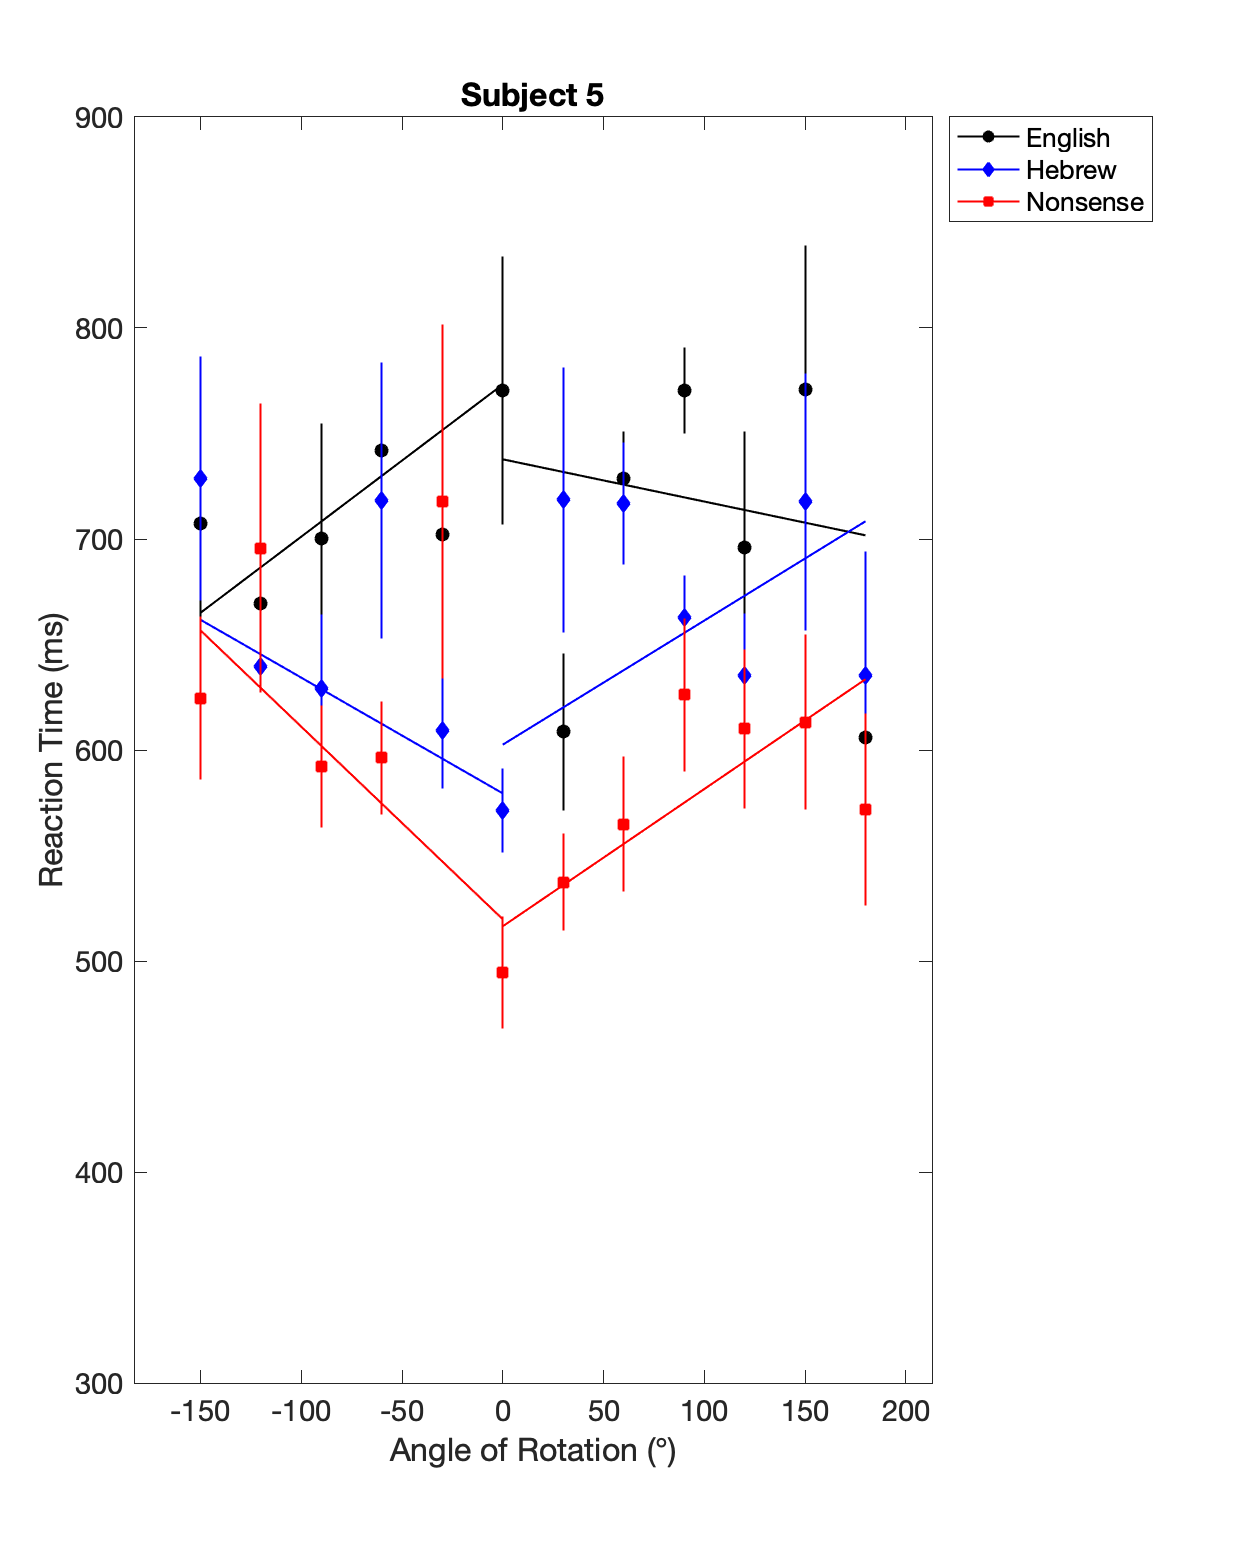 Subject 5
900
800
700
600
500
400
300
Reaction Time (ms)
-150 -100 -50 0 50 100 150 200
Angle of Rotation (°)
English
Hebrew
Nonsense